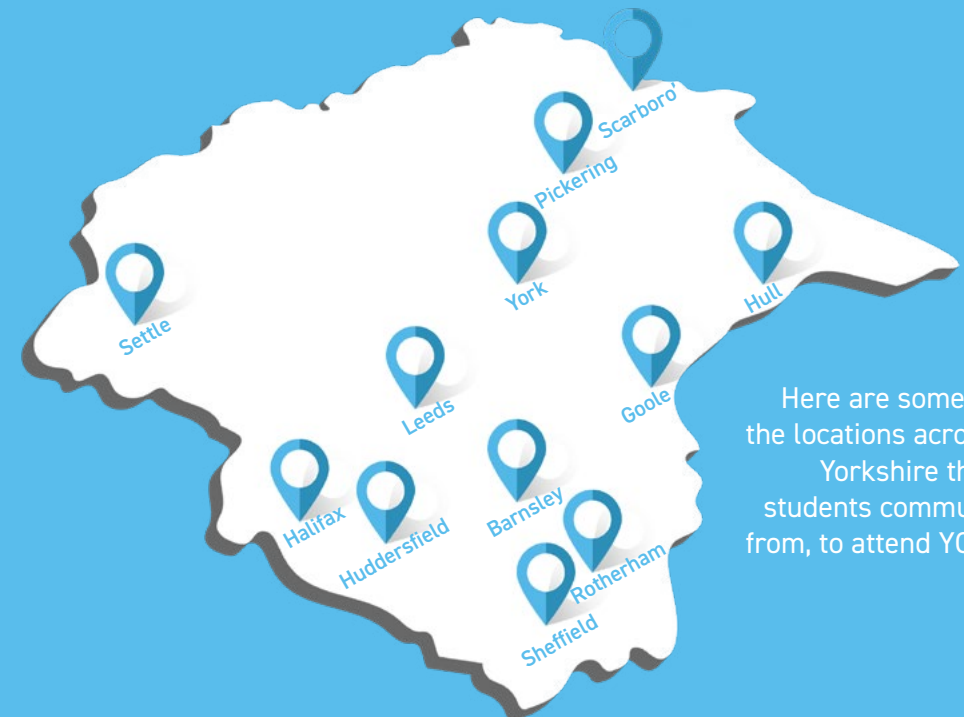 Scarboro'
Pickering
York
Hull
Settle
Leeds
Goole
Halifax
Huddersfield
Barnsley
Rotherham
Sheffield
Here are some
the locations acro
Yorkshire th
students commu
from, to attend YO